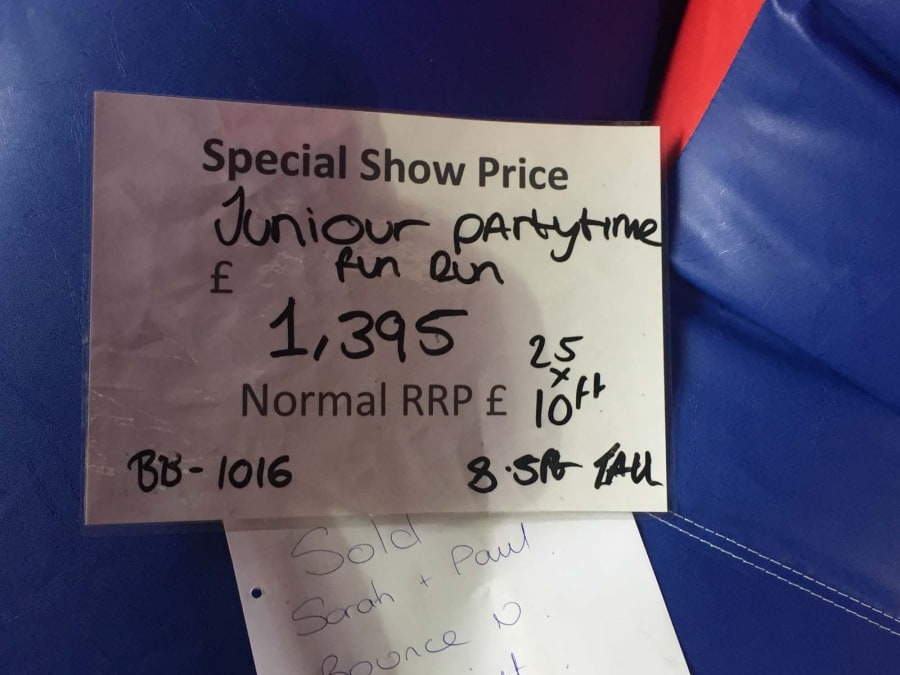 Special Show Price
Juniour PARTytime
£ fun Run
1,395
25
x
10ft
Normal RRP £
BB-1016
8.5ft TALL
Sold
Sarah + Paul
Bounce N